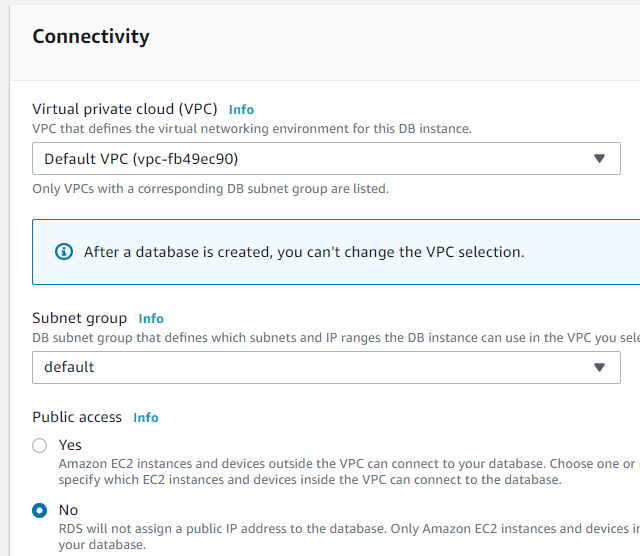 Connectivity
Virtual private cloud (VPC) Info
VPC that defines the virtual networking environment for this DB instance.
Default VPC (vpc-fb49ec90)
Only VPCs with a corresponding DB subnet group are listed.
After a database is created, you can't change the VPC selection.
Subnet group Info
DB subnet group that defines which subnets and IP ranges the DB instance can use in the VPC you
default
Public access Info
Yes
Amazon EC2 instances and devices outside the VPC can connect to your database. Choose one or
specify which EC2 instances and devices inside the VPC can connect to the database.
No
RDS will not assign a public IP address to the database. Only Amazon EC2 instances and devices
your database.